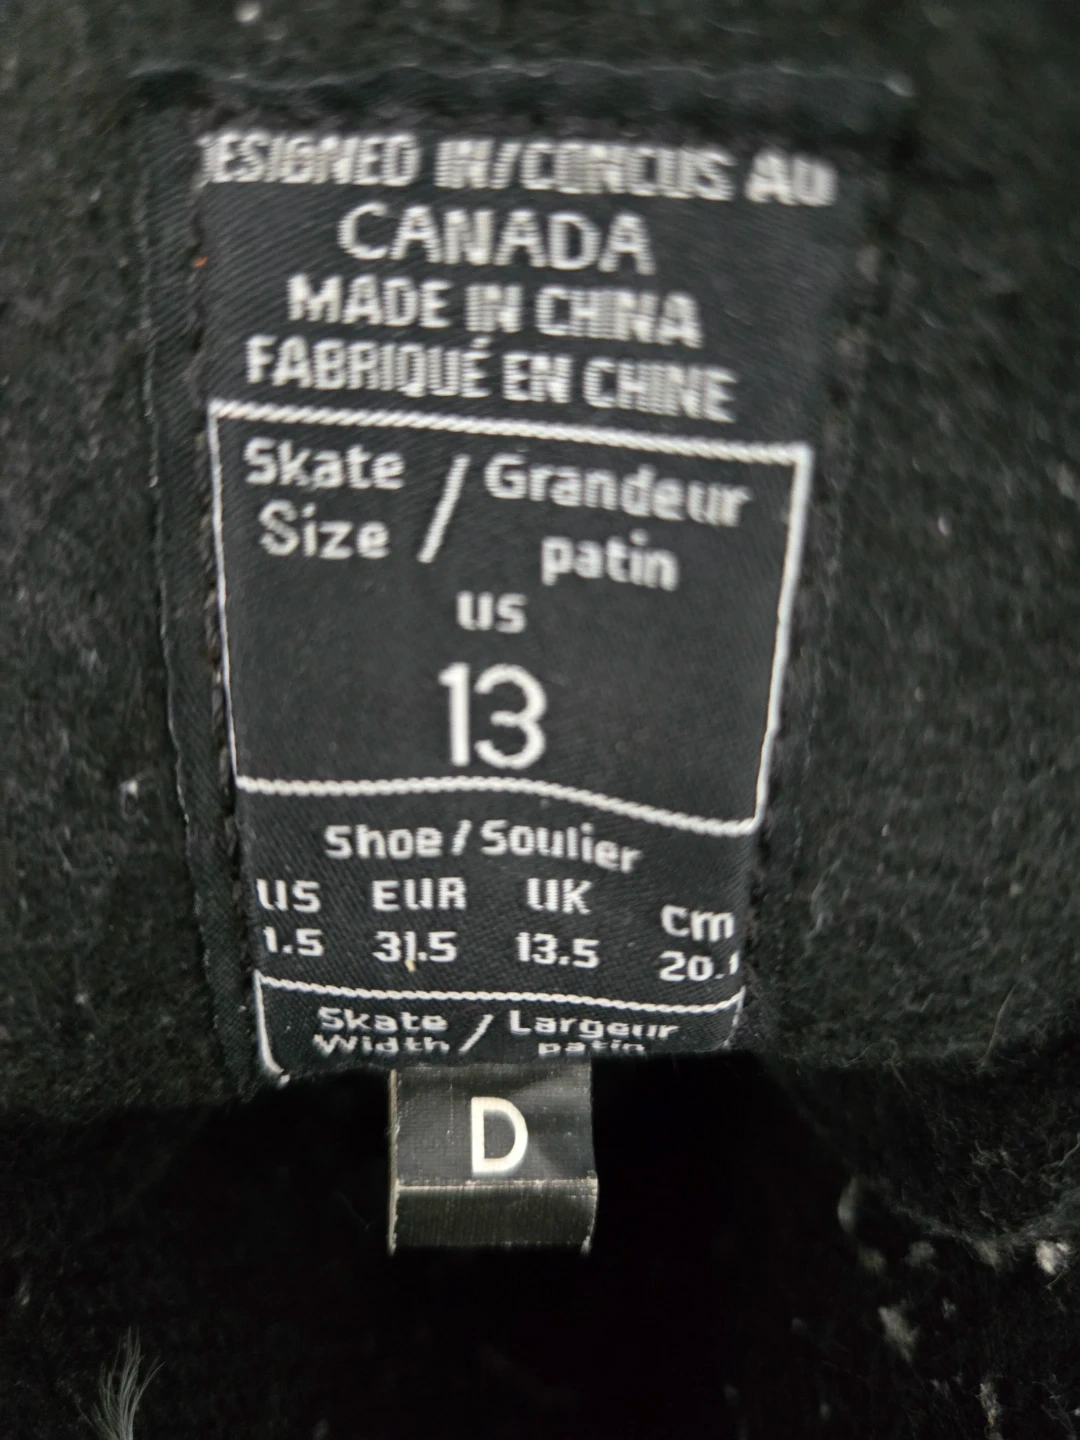 DESIGNED IN/CONCUS AU
CANADA
MADE IN CHINA
FABRIQUÉ EN CHINE
Skate Size / Grandeur patin
US
13
Shoe/Soulier
US EUR UK cm
1.5 31.5 13.5 20.1
Skate Width / Largeur patin
D